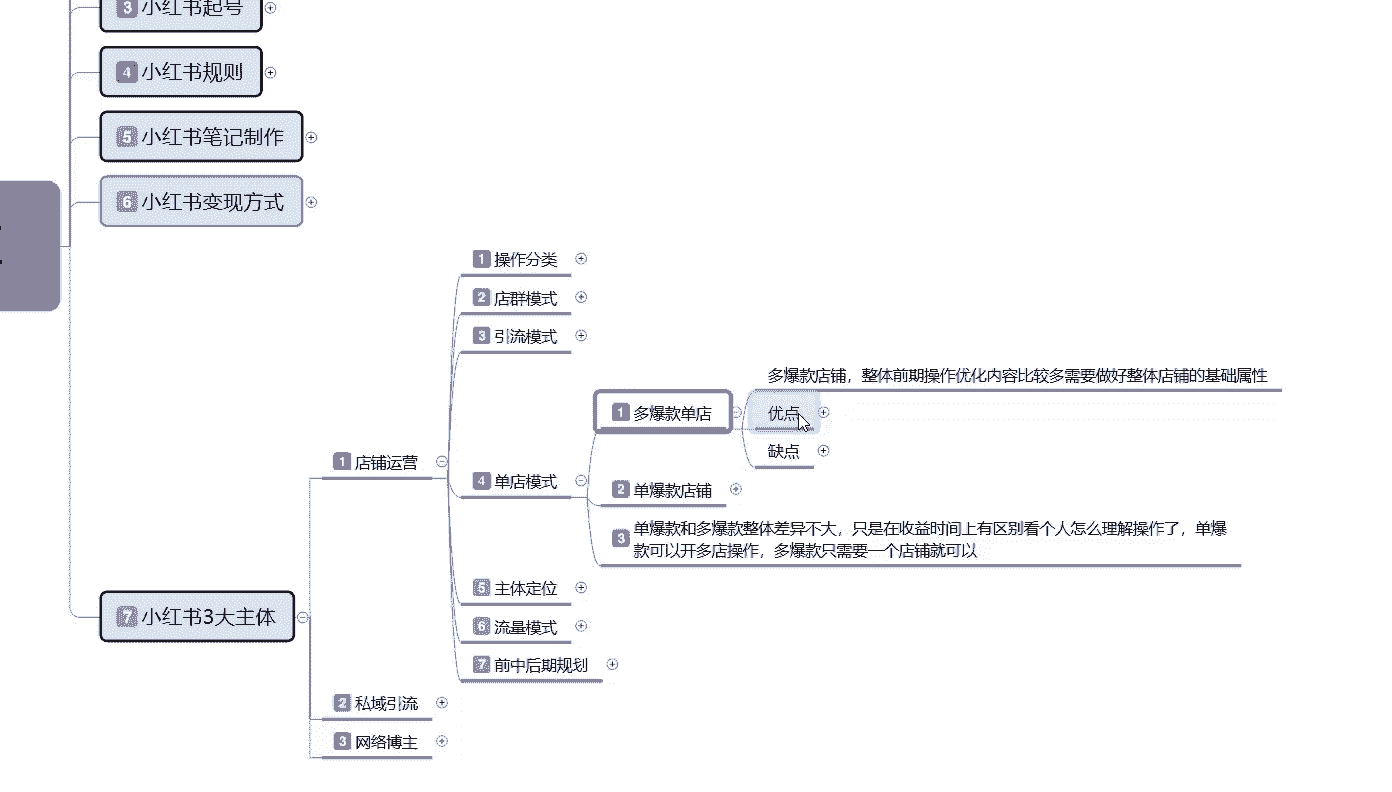 3 小红书起号
4 小红书规则
5 小红书笔记制作
6 小红书变现方式
7 小红书3大主体
1 店铺运营
1 操作分类
2 店群模式
3 引流模式
4 单店模式
1 多爆款单店
多爆款店铺，整体前期操作优化内容比较多需要做好整体店铺的基础属性
优点
缺点
2 单爆款店铺
3 单爆款和多爆款整体差异不大，只是在收益时间上有区别看个人怎么理解操作了，单爆
款可以开多店操作，多爆款只需要一个店铺就可以
5 主体定位
6 流量模式
7 前中后期规划
2 私域引流
3 网络博主